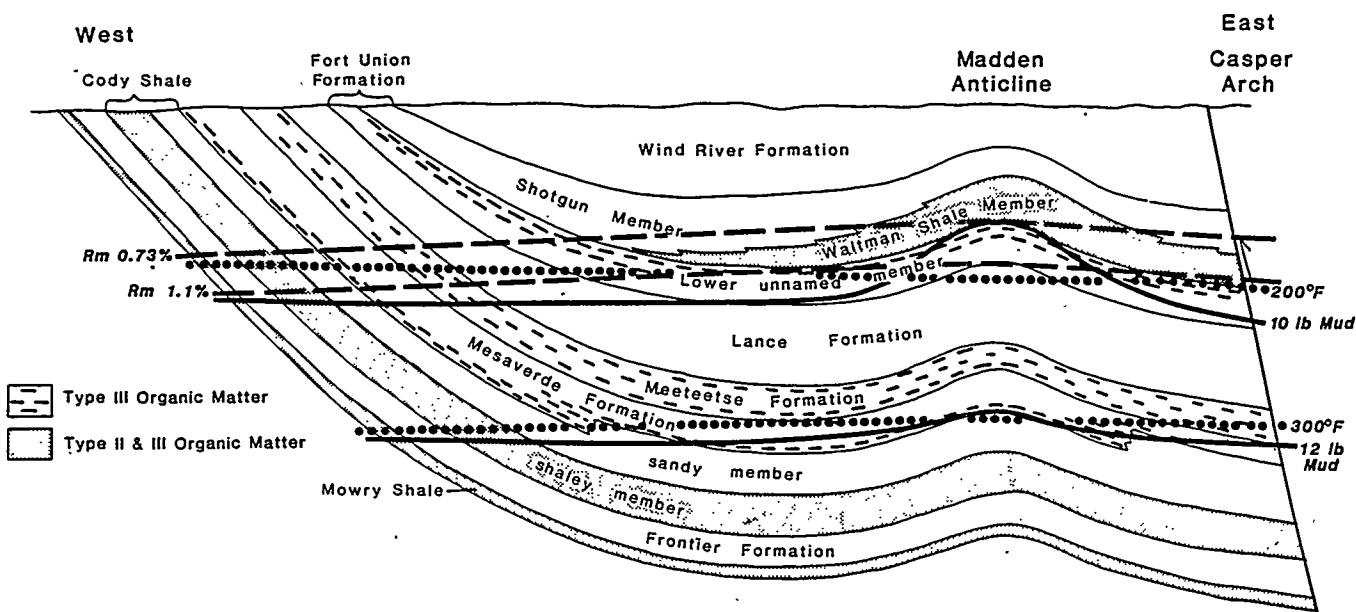 West
East
Cody Shale
Fort Union
Formation
Madden
Anticline
Casper
Arch
Wind River Formation
Shotgun Member
Waltman Shale Member
Rm 0.73%
Rm 1.1%
Lower unnamed member
200°F
10 lb Mud
Lance Formation
Mesaverde Formation
Meeteetse Formation
Type III Organic Matter
Type II & III Organic Matter
300°F
12 lb
Mud
sandy member
shaley member
Mowry Shale
Frontier Formation